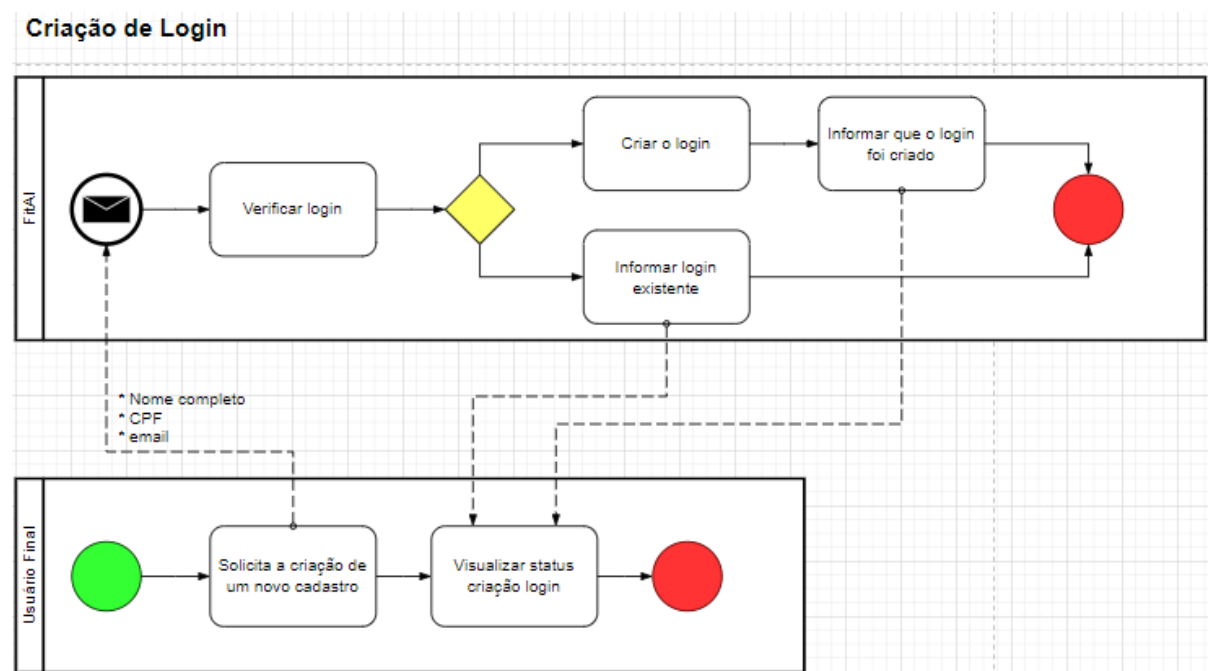 Criação de Login
FitAI
Verificar login
Criar o login
Informar que o login
foi criado
Informar login
existente
* Nome completo
* CPF
* email
Usuário Final
Solicita a criação de
um novo cadastro
Visualizar status
criação login